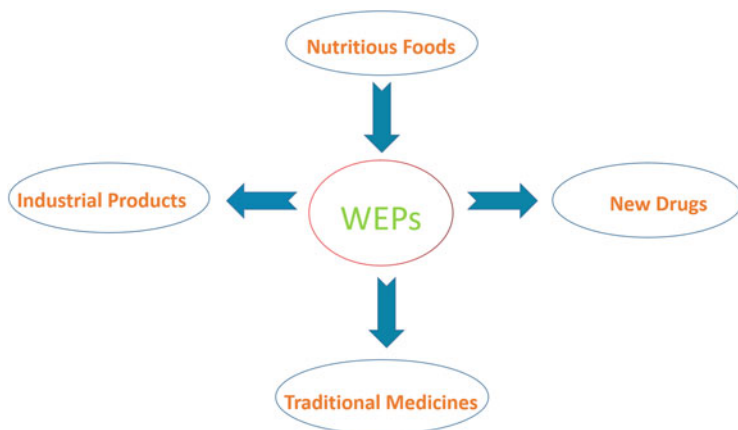 Nutritious Foods
Industrial Products
WEPs
New Drugs
Traditional Medicines